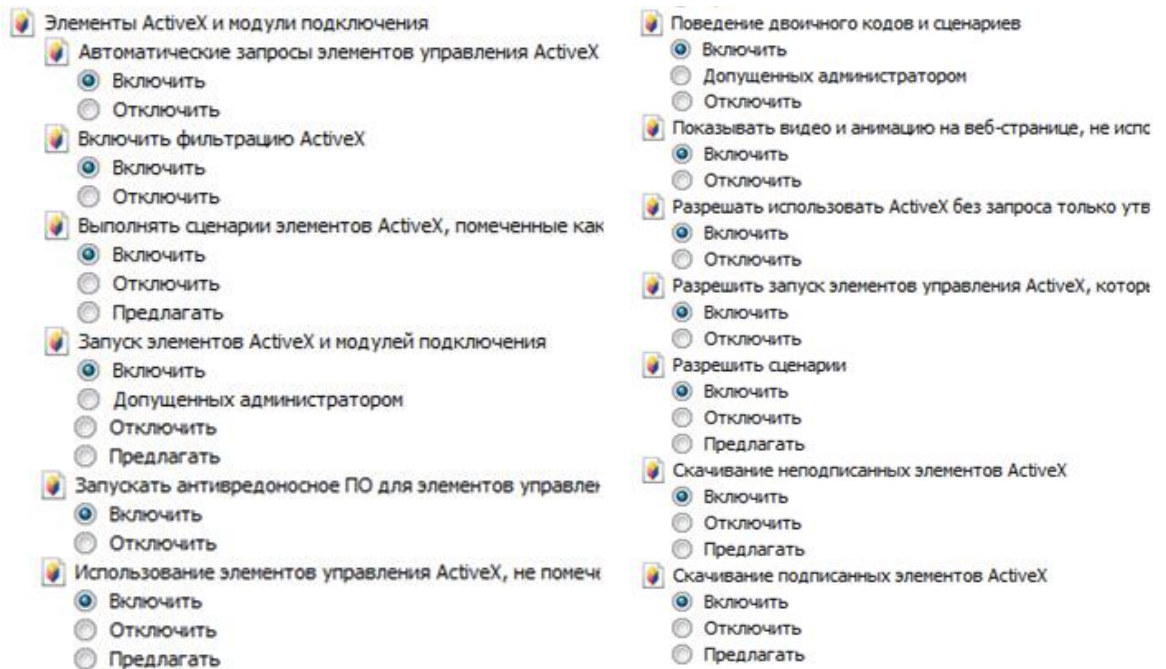 Элементы ActiveX и модули подключения
Автоматические запросы элементов управления ActiveX
Включить
Отключить
Включить фильтрацию ActiveX
Включить
Отключить
Выполнять сценарии элементов ActiveX, помеченные как
Включить
Отключить
Предлагать
Запуск элементов ActiveX и модулей подключения
Включить
Допущенных администратором
Отключить
Предлагать
Запускать антивредоносное ПО для элементов управлен
Включить
Отключить
Использование элементов управления ActiveX, не помече
Включить
Отключить
Предлагать
Поведение двоичного кодов и сценариев
Включить
Допущенных администратором
Отключить
Показывать видео и анимацию на веб-странице, не испо
Включить
Отключить
Разрешать использовать ActiveX без запроса только утв
Включить
Отключить
Разрешить запуск элементов управления ActiveX, которы
Включить
Отключить
Разрешить сценарии
Включить
Отключить
Предлагать
Скачивание неподписанных элементов ActiveX
Включить
Отключить
Предлагать
Скачивание подписанных элементов ActiveX
Включить
Отключить
Предлагать